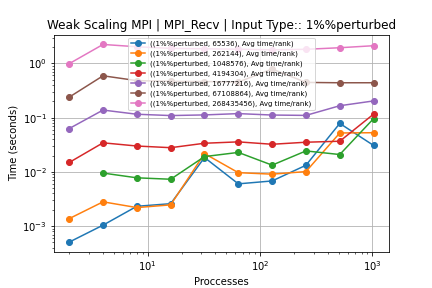 Weak Scaling MPI | MPI_Recv | Input Type:: 1%%perturbed
((1%perturbed, 65536), Avg time/rank)
((1%perturbed, 262144), Avg time/rank)
((1%perturbed, 1048576), Avg time/rank)
((1%perturbed, 4194304), Avg time/rank)
((1%perturbed, 16777216), Avg time/rank)
((1%perturbed, 67108864), Avg time/rank)
((1%perturbed, 268435456), Avg time/rank)
Time (seconds)
10⁰
10⁻¹
10⁻²
10⁻³
10¹
10²
10³
Proccesses